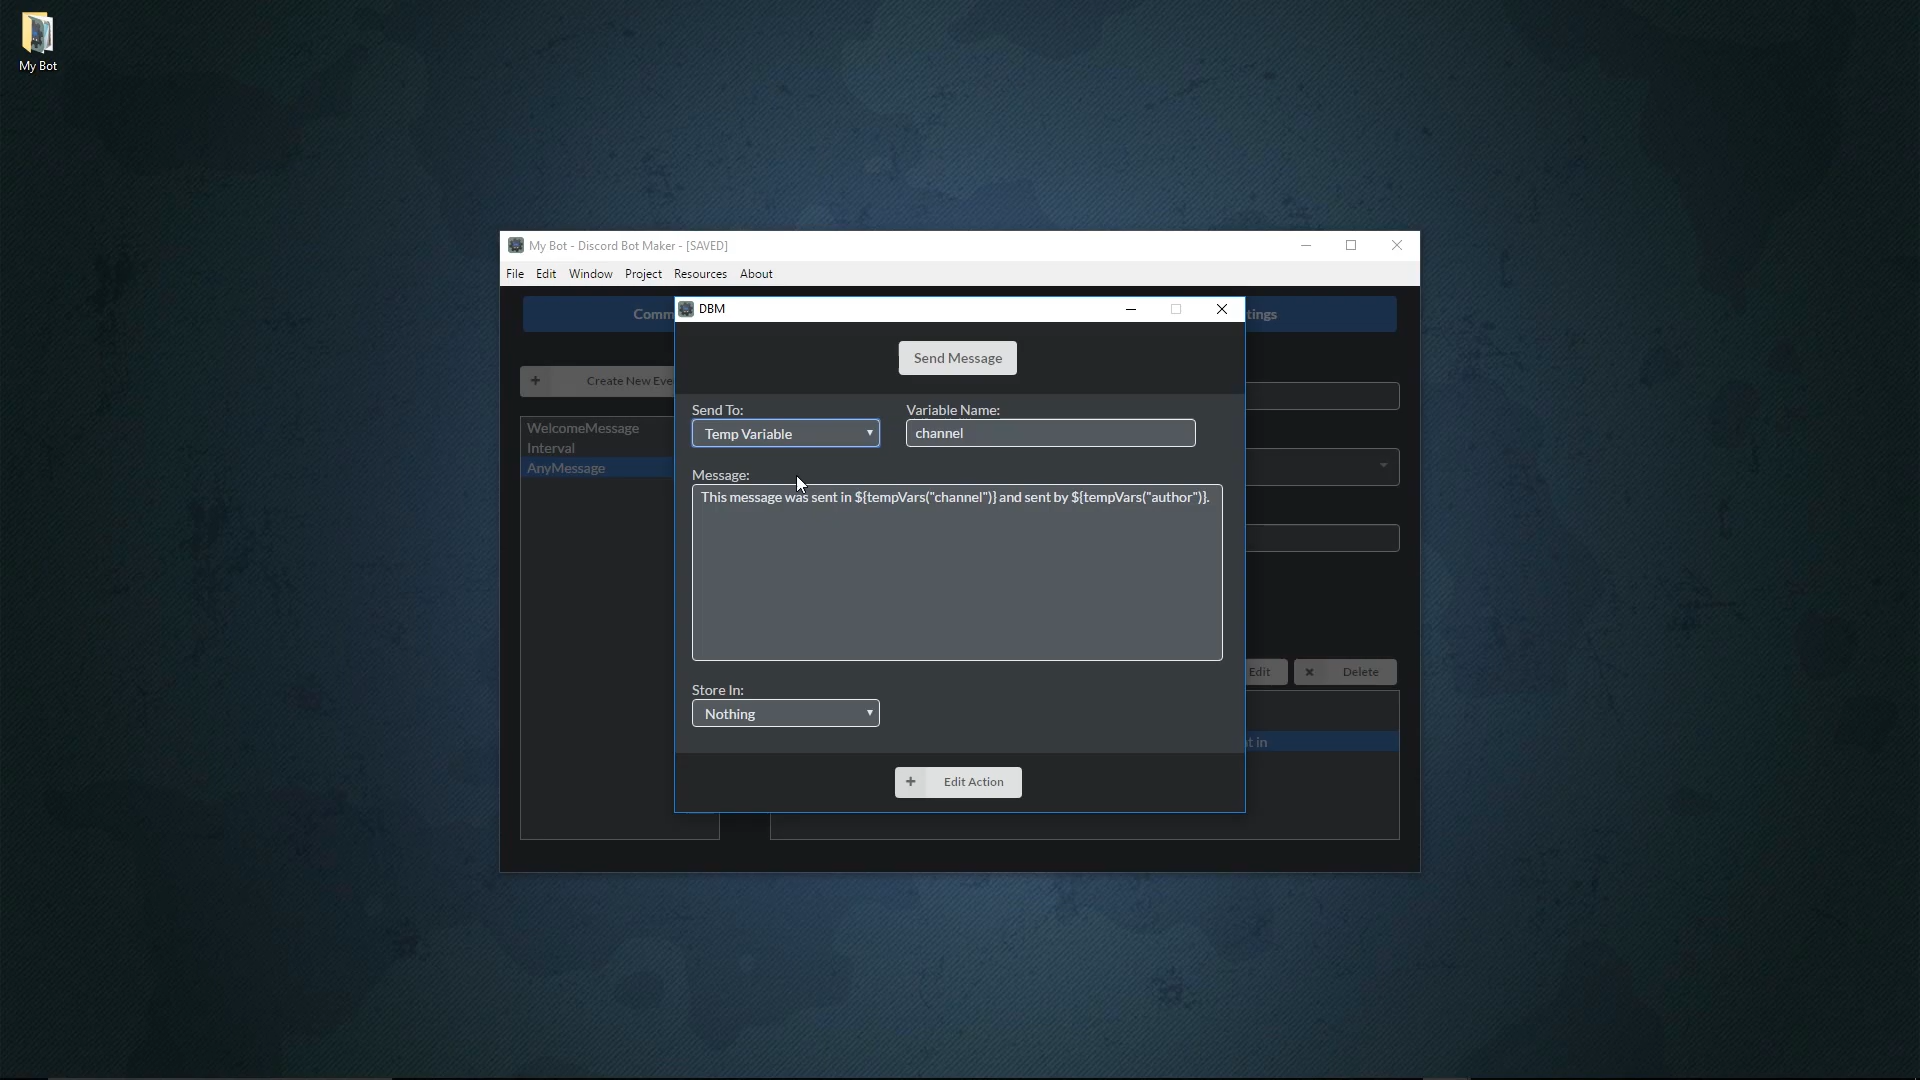 My Bot
My Bot - Discord Bot Maker - [SAVED]
File Edit Window Project Resources About
Comm
tings
DBM
Send Message
Create New Eve
Send To:
Variable Name:
Temp Variable
channel
WelcomeMessage
Interval
AnyMessage
Message:
This message was sent in ${tempVars("channel")} and sent by ${tempVars("author")}.
Edit
Delete
Store In:
Nothing
t in
Edit Action